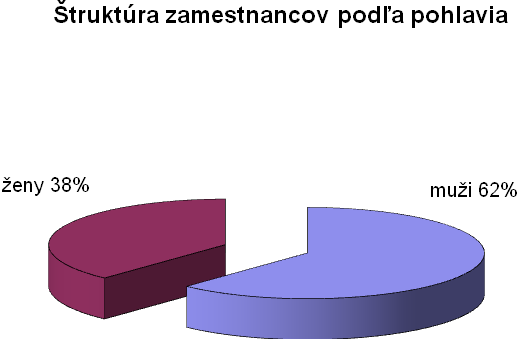 Štruktúra zamestnancov podľa pohlavia
ženy 38%
muži 62%